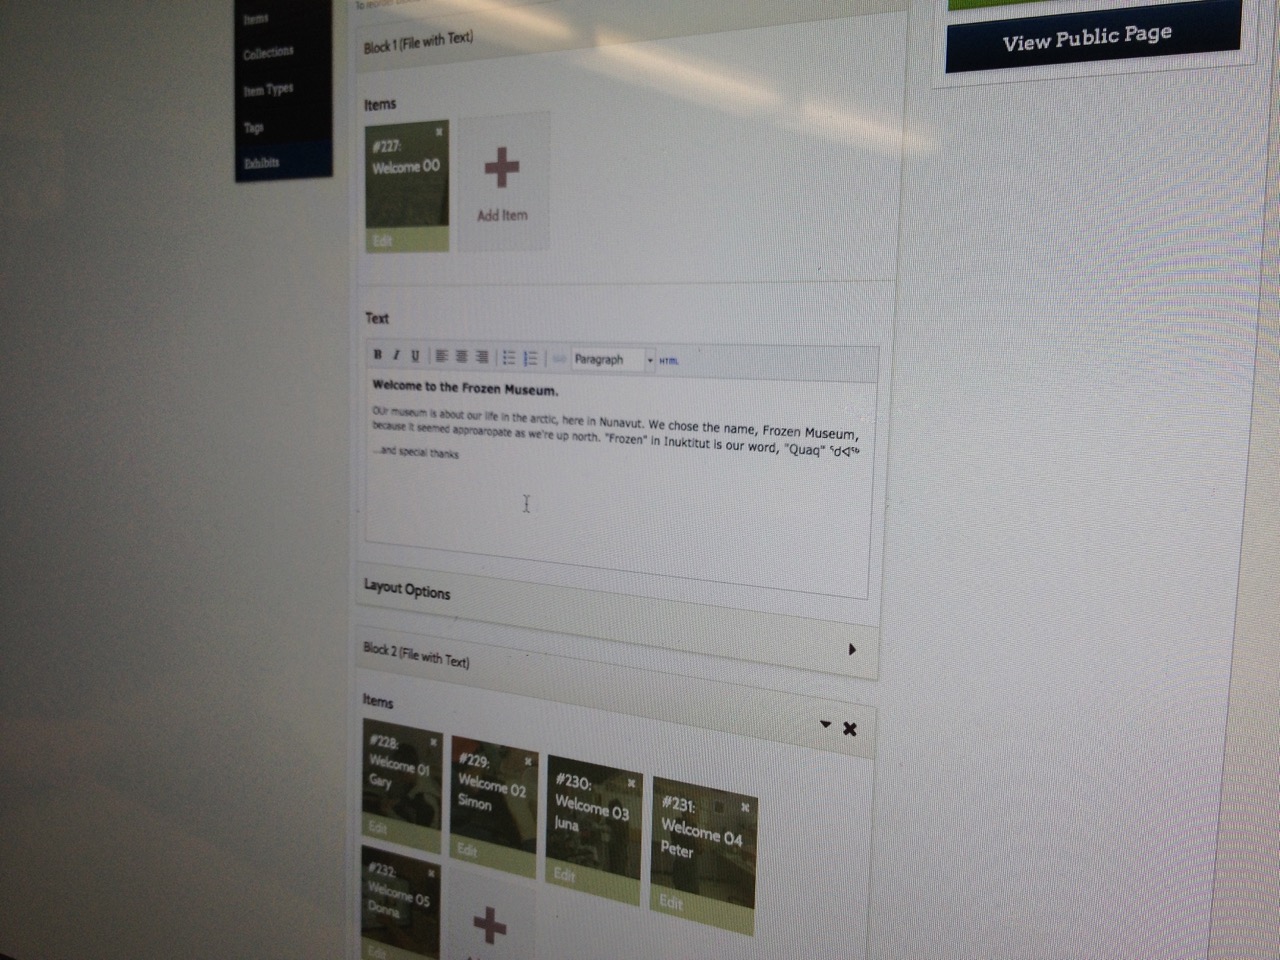 Items
Collections
Item Types
Tags
Exhibits
View Public Page
Block 1 (File with Text)
Items
#227:
Welcome 00
Edit
Add Item
Text
B I U
Paragraph
HTML
Welcome to the Frozen Museum.
OUr museum is about our life in the arctic, here in Nunavut. We chose the name, Frozen Museum,
because it seemed approaropate as we're up north. "Frozen" in Inuktitut is our word, "Quaq" ᖁᐊᖅ
...and special thanks
Layout Options
Block 2 (File with Text)
Items
#228:
Welcome 01
Gary
Edit
#229:
Welcome 02
Simon
Edit
#230:
Welcome 03
Juna
Edit
#231:
Welcome 04
Peter
Edit
#232:
Welcome 05
Donna
Edit